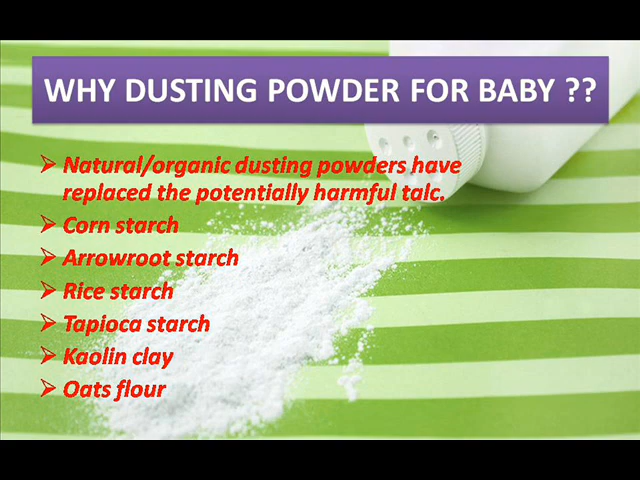 WHY DUSTING POWDER FOR BABY ??
➢ Natural/organic dusting powders have
replaced the potentially harmful talc.
➢ Corn starch
➢ Arrowroot starch
➢ Rice starch
➢ Tapioca starch
➢ Kaolin clay
➢ Oats flour